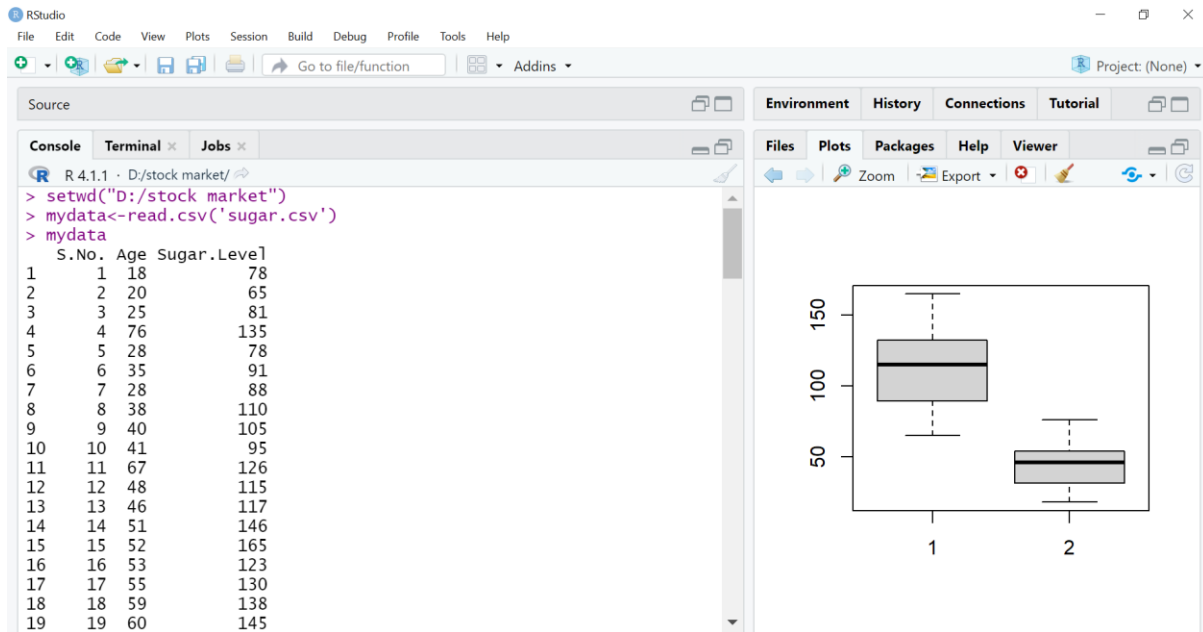 RStudio
File Edit Code View Plots Session Build Debug Profile Tools Help
Go to file/function Addins Project: (None)
Source
Console Terminal Jobs
R 4.1.1 · D:/stock market/
> setwd("D:/stock market")
> mydata<-read.csv('sugar.csv')
> mydata
S.No. Age Sugar.Level
1 1 18 78
2 2 20 65
3 3 25 81
4 4 76 135
5 5 28 78
6 6 35 91
7 7 28 88
8 8 38 110
9 9 40 105
10 10 41 95
11 11 67 126
12 12 48 115
13 13 46 117
14 14 51 146
15 15 52 165
16 16 53 123
17 17 55 130
18 18 59 138
19 19 60 145
Environment History Connections Tutorial
Files Plots Packages Help Viewer
Zoom Export
150
100
50
1 2